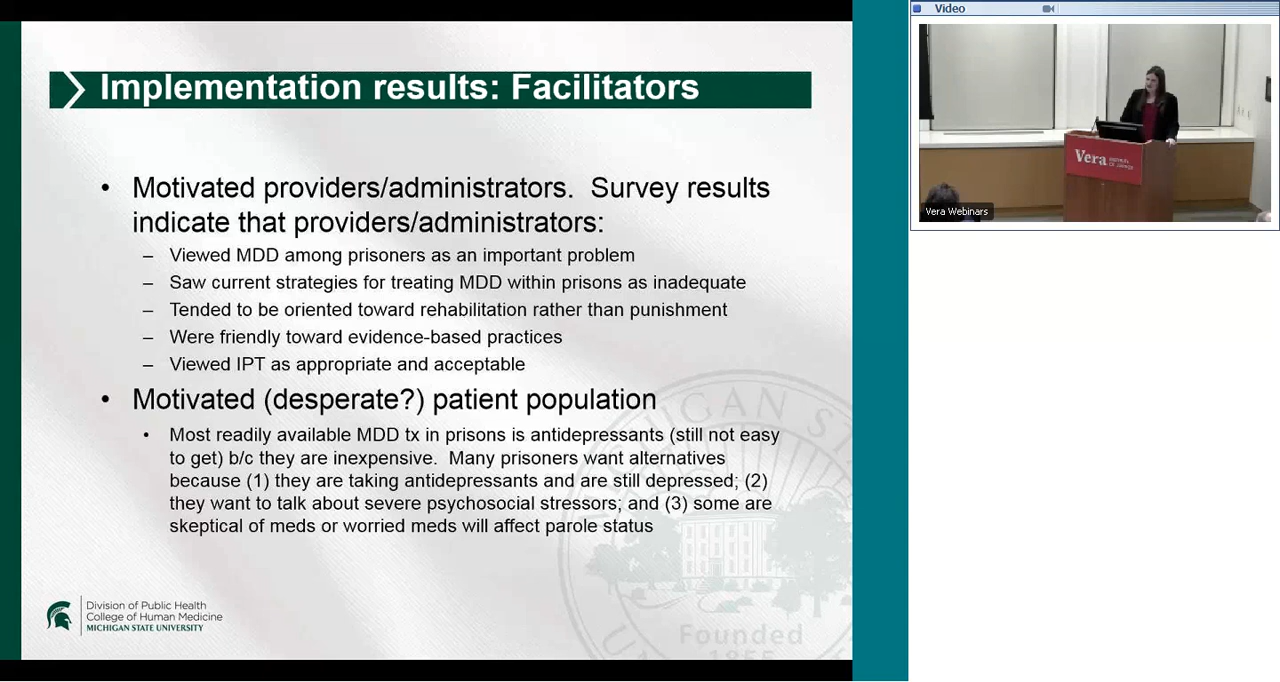 Implementation results: Facilitators
• Motivated providers/administrators. Survey results
indicate that providers/administrators:
– Viewed MDD among prisoners as an important problem
– Saw current strategies for treating MDD within prisons as inadequate
– Tended to be oriented toward rehabilitation rather than punishment
– Were friendly toward evidence-based practices
– Viewed IPT as appropriate and acceptable
• Motivated (desperate?) patient population
• Most readily available MDD tx in prisons is antidepressants (still not easy
to get) b/c they are inexpensive. Many prisoners want alternatives
because (1) they are taking antidepressants and are still depressed; (2)
they want to talk about severe psychosocial stressors; and (3) some are
skeptical of meds or worried meds will affect parole status
Division of Public Health
College of Human Medicine
MICHIGAN STATE UNIVERSITY
Founded
1855
Video
Vera
Vera Webinars